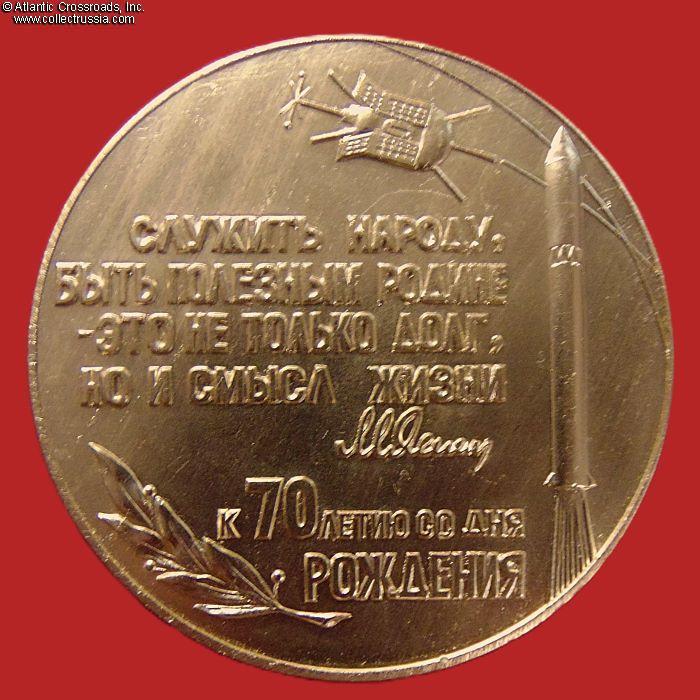 © Atlantic Crossroads, Inc.
www.collectrussia.com
СЛУЖИТЬ НАРОДУ,
БЫТЬ ПОЛЕЗНЫМ РОДИНЕ
-ЭТО НЕ ТОЛЬКО ДОЛГ,
НО И СМЫСЛ ЖИЗНИ
К 70 ЛЕТИЮ СО ДНЯ
РОЖДЕНИЯ